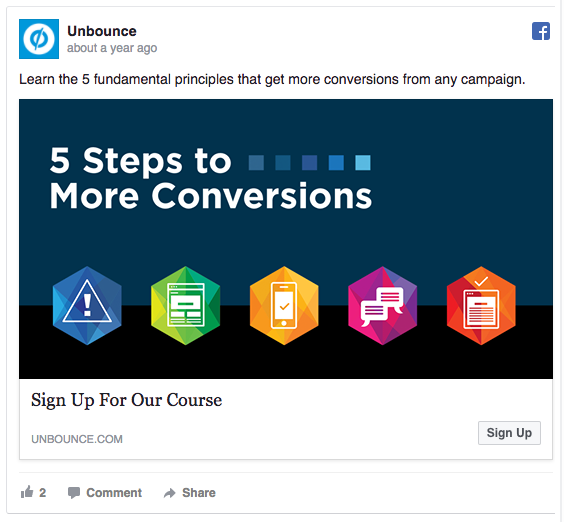 Unbounce
about a year ago
Learn the 5 fundamental principles that get more conversions from any campaign.
5 Steps to
More Conversions
!
Sign Up For Our Course
UNBOUNCE.COM
Sign Up
2 Comment Share